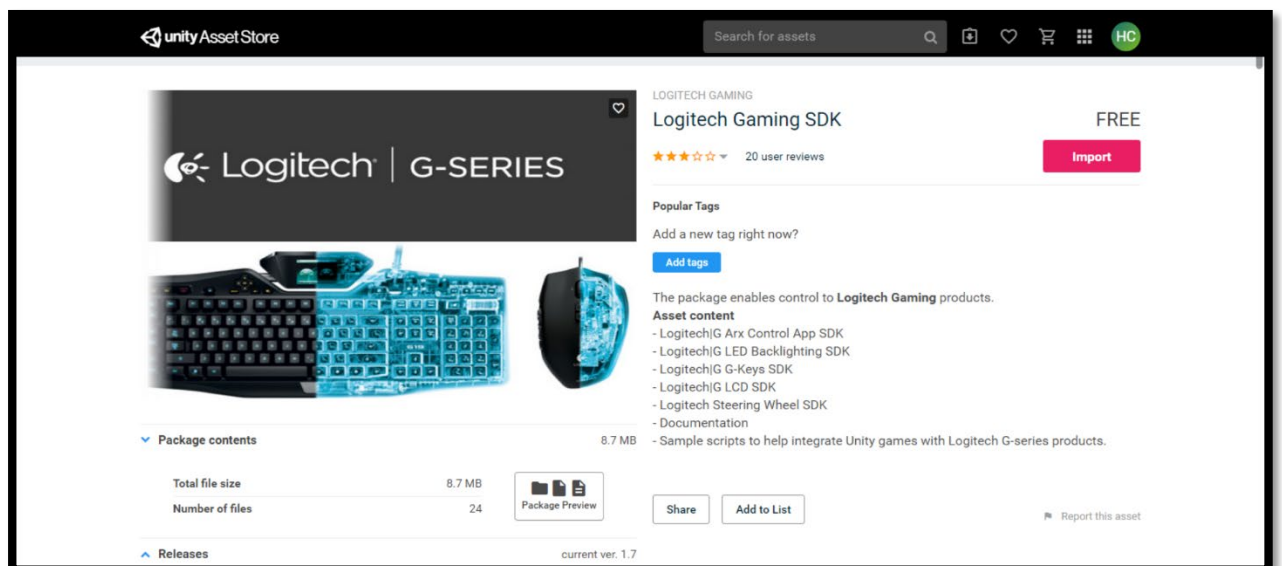 unity Asset Store
Search for assets
HC
Logitech | G-SERIES
LOGITECH GAMING
Logitech Gaming SDK
FREE
20 user reviews
Import
Popular Tags
Add a new tag right now?
Add tags
The package enables control to Logitech Gaming products.
Asset content
- Logitech|G Arx Control App SDK
- Logitech|G LED Backlighting SDK
- Logitech|G G-Keys SDK
- Logitech|G LCD SDK
- Logitech Steering Wheel SDK
- Documentation
- Sample scripts to help integrate Unity games with Logitech G-series products.
Package contents 8.7 MB
Total file size 8.7 MB
Number of files 24
Package Preview
Share
Add to List
Report this asset
Releases current ver. 1.7